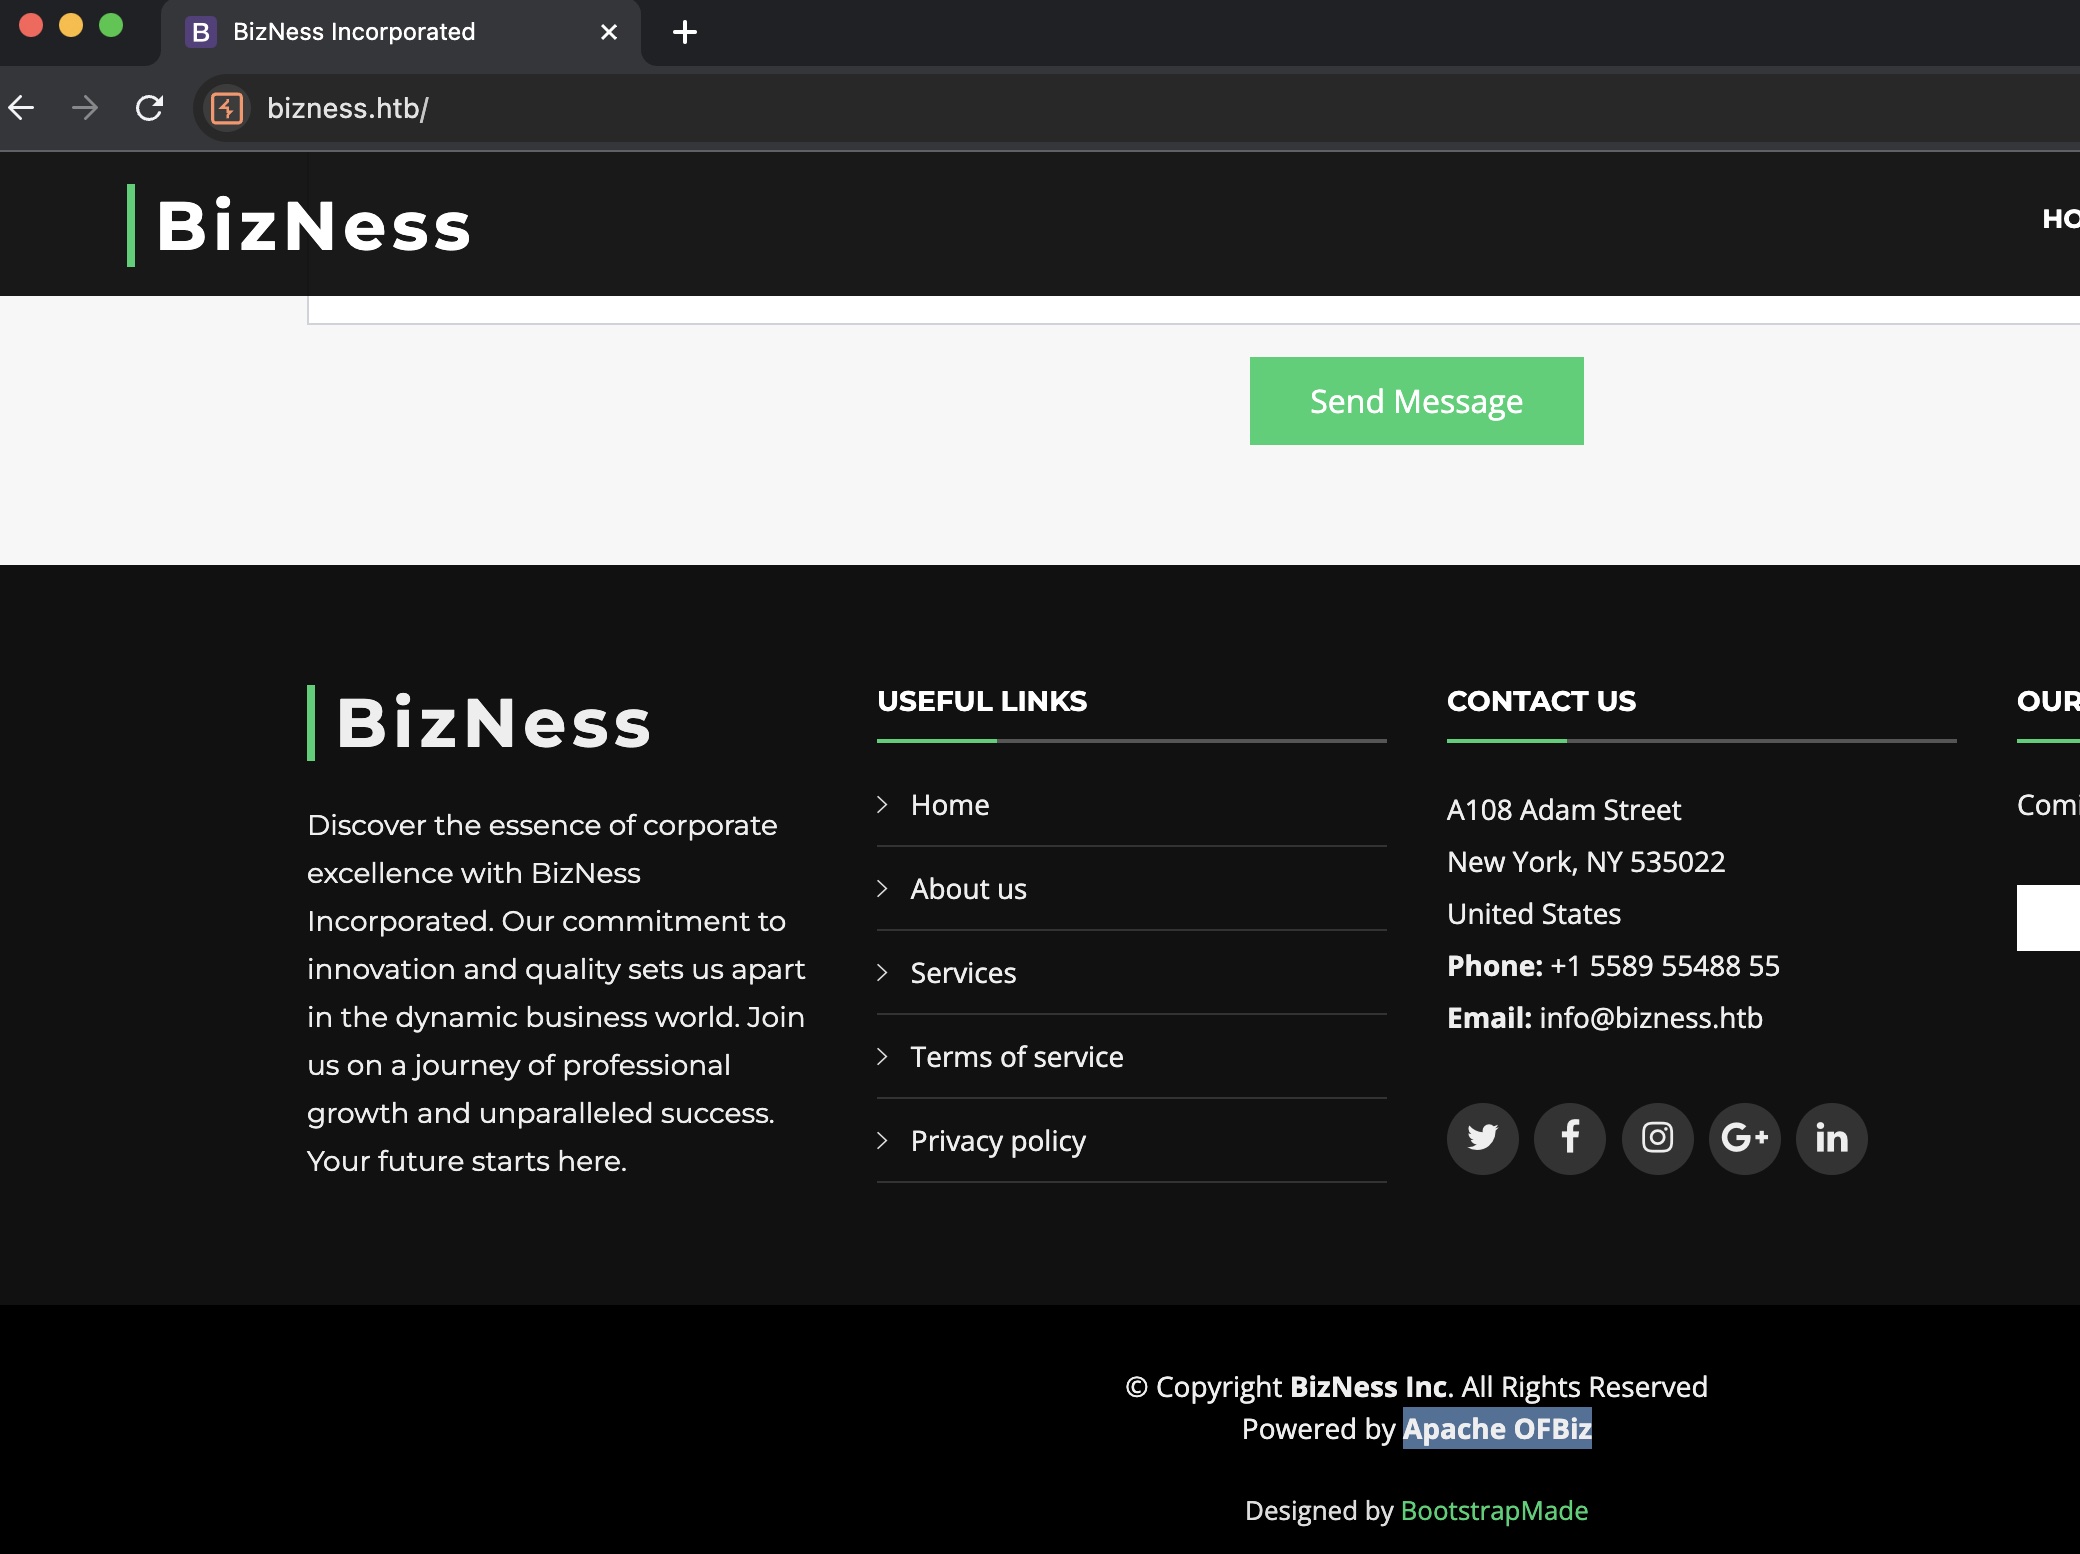 BizNess Incorporated
bizness.htb/
BizNess
HO
Send Message
BizNess
Discover the essence of corporate
excellence with BizNess
Incorporated. Our commitment to
innovation and quality sets us apart
in the dynamic business world. Join
us on a journey of professional
growth and unparalleled success.
Your future starts here.
USEFUL LINKS
Home
About us
Services
Terms of service
Privacy policy
CONTACT US
A108 Adam Street
New York, NY 535022
United States
Phone: +1 5589 55488 55
Email: info@bizness.htb
OUR
Comi
© Copyright BizNess Inc. All Rights Reserved
Powered by Apache OFBiz
Designed by BootstrapMade